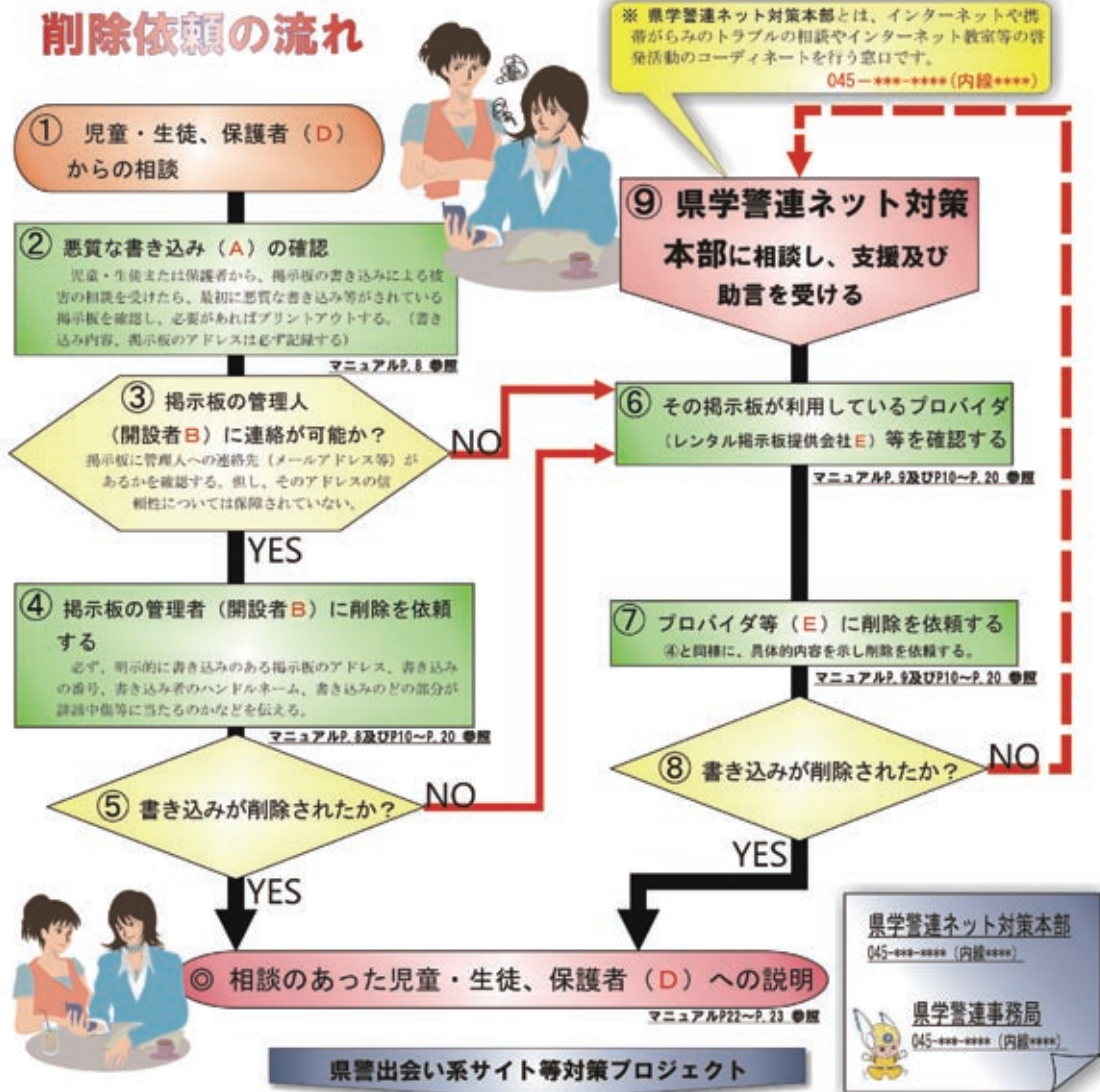 削除依頼の流れ
※ 県学警連ネット対策本部とは、インターネットや携
帯がらみのトラブルの相談やインターネット教室等の啓
発活動のコーディネートを行う窓口です。
045-***-****(内線****)
① 児童・生徒、保護者(D)
からの相談
② 悪質な書き込み(A)の確認
児童・生徒または保護者から、掲示板の書き込みによる被
害の相談を受けたら、最初に悪質な書き込み等がされている
掲示板を確認し、必要があればプリントアウトする。(書き
込み内容、掲示板のアドレスは必ず記録する)
マニュアルP.8 参照
③ 掲示板の管理人
(開設者B)に連絡が可能か?
掲示板に管理人への連絡先(メールアドレス等)が
あるかを確認する。但し、そのアドレスの信
頼性については保障されていない。
NO
YES
④ 掲示板の管理者(開設者B)に削除を依頼
する
必ず、明示的に書き込みのある掲示板のアドレス、書き込み
の番号、書き込み者のハンドルネーム、書き込みのどの部分が
誹謗中傷等に当たるのかなどを伝える。
マニュアルP.8及びP10~P.20 参照
⑤ 書き込みが削除されたか?
NO
YES
⑨ 県学警連ネット対策
本部に相談し、支援及び
助言を受ける
⑥ その掲示板が利用しているプロバイダ
(レンタル掲示板提供会社E)等を確認する
マニュアルP.9及びP10~P.20 参照
⑦ プロバイダ等(E)に削除を依頼する
④と同様に、具体的内容を示し削除を依頼する。
マニュアルP.9及びP10~P.20 参照
⑧ 書き込みが削除されたか?
NO
YES
◎ 相談のあった児童・生徒、保護者(D)への説明
マニュアルP22~P.23 参照
県警出会い系サイト等対策プロジェクト
県学警連ネット対策本部
045-***-****(内線****)
県学警連事務局
045-***-****(内線****)